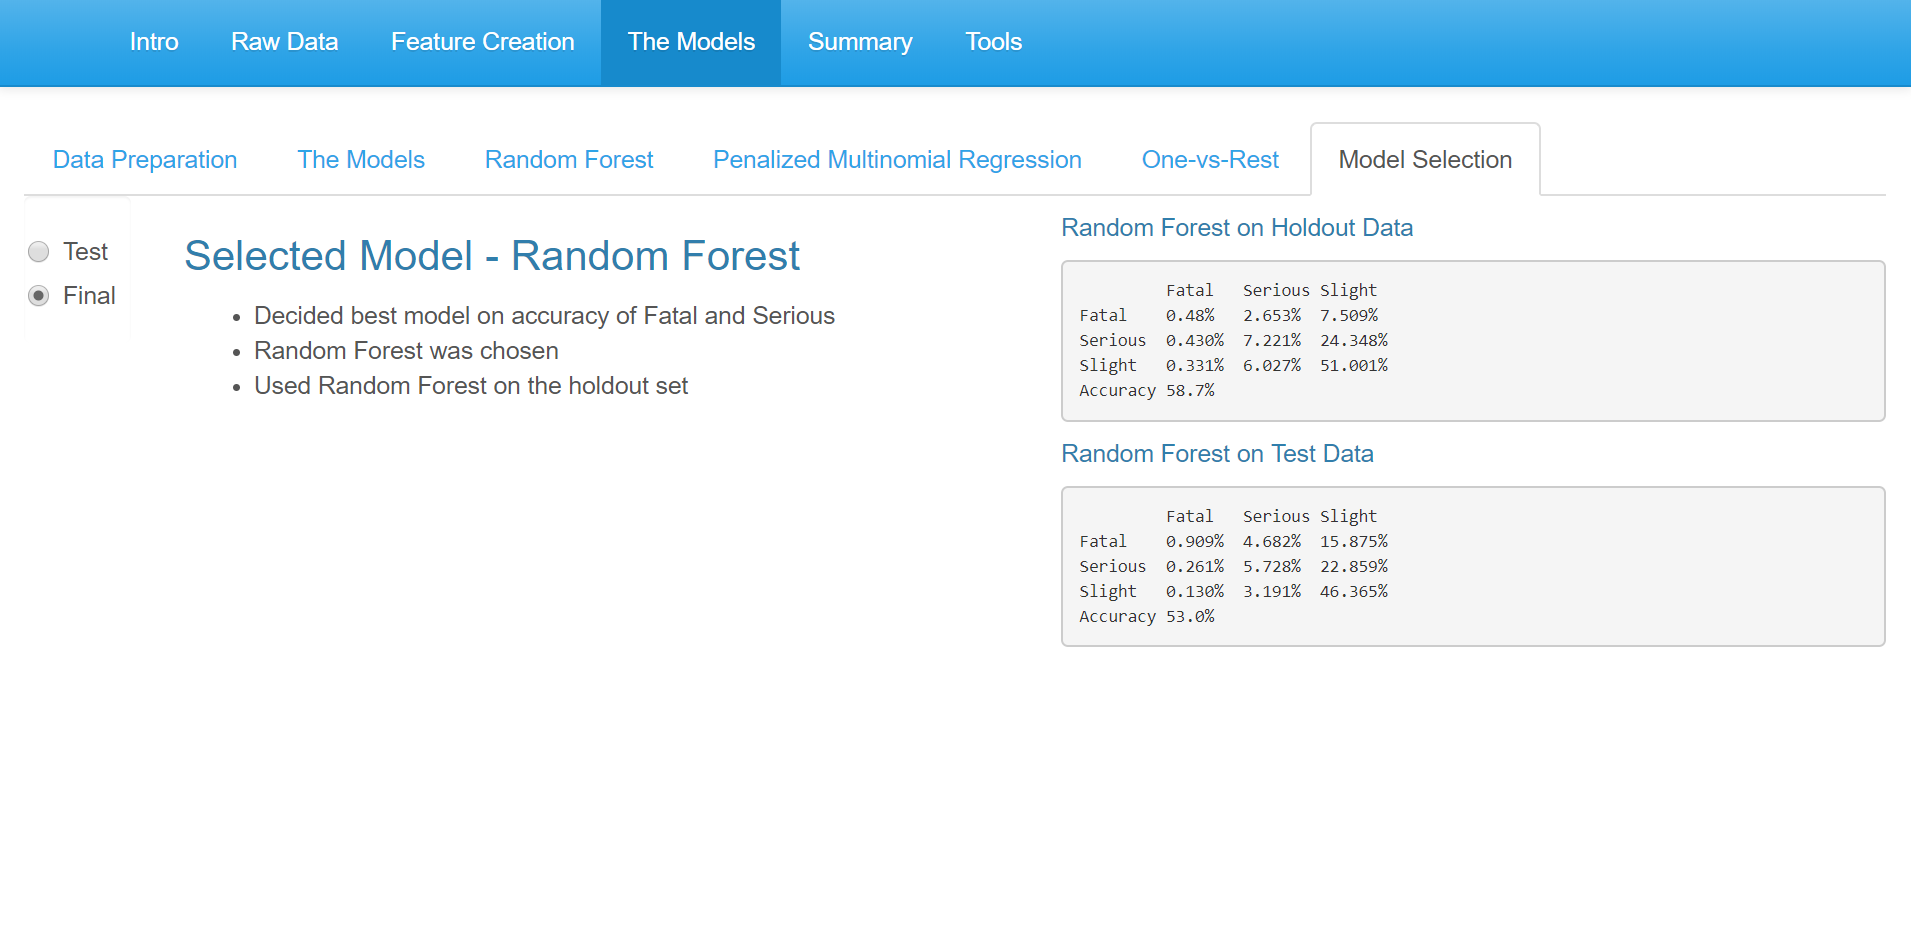 Intro Raw Data Feature Creation The Models Summary Tools
Data Preparation The Models Random Forest Penalized Multinomial Regression One-vs-Rest Model Selection
Test
Final
Selected Model - Random Forest
• Decided best model on accuracy of Fatal and Serious
• Random Forest was chosen
• Used Random Forest on the holdout set
Random Forest on Holdout Data
Fatal Serious Slight
Fatal 0.48% 2.653% 7.509%
Serious 0.430% 7.221% 24.348%
Slight 0.331% 6.027% 51.001%
Accuracy 58.7%
Random Forest on Test Data
Fatal Serious Slight
Fatal 0.909% 4.682% 15.875%
Serious 0.261% 5.728% 22.859%
Slight 0.130% 3.191% 46.365%
Accuracy 53.0%